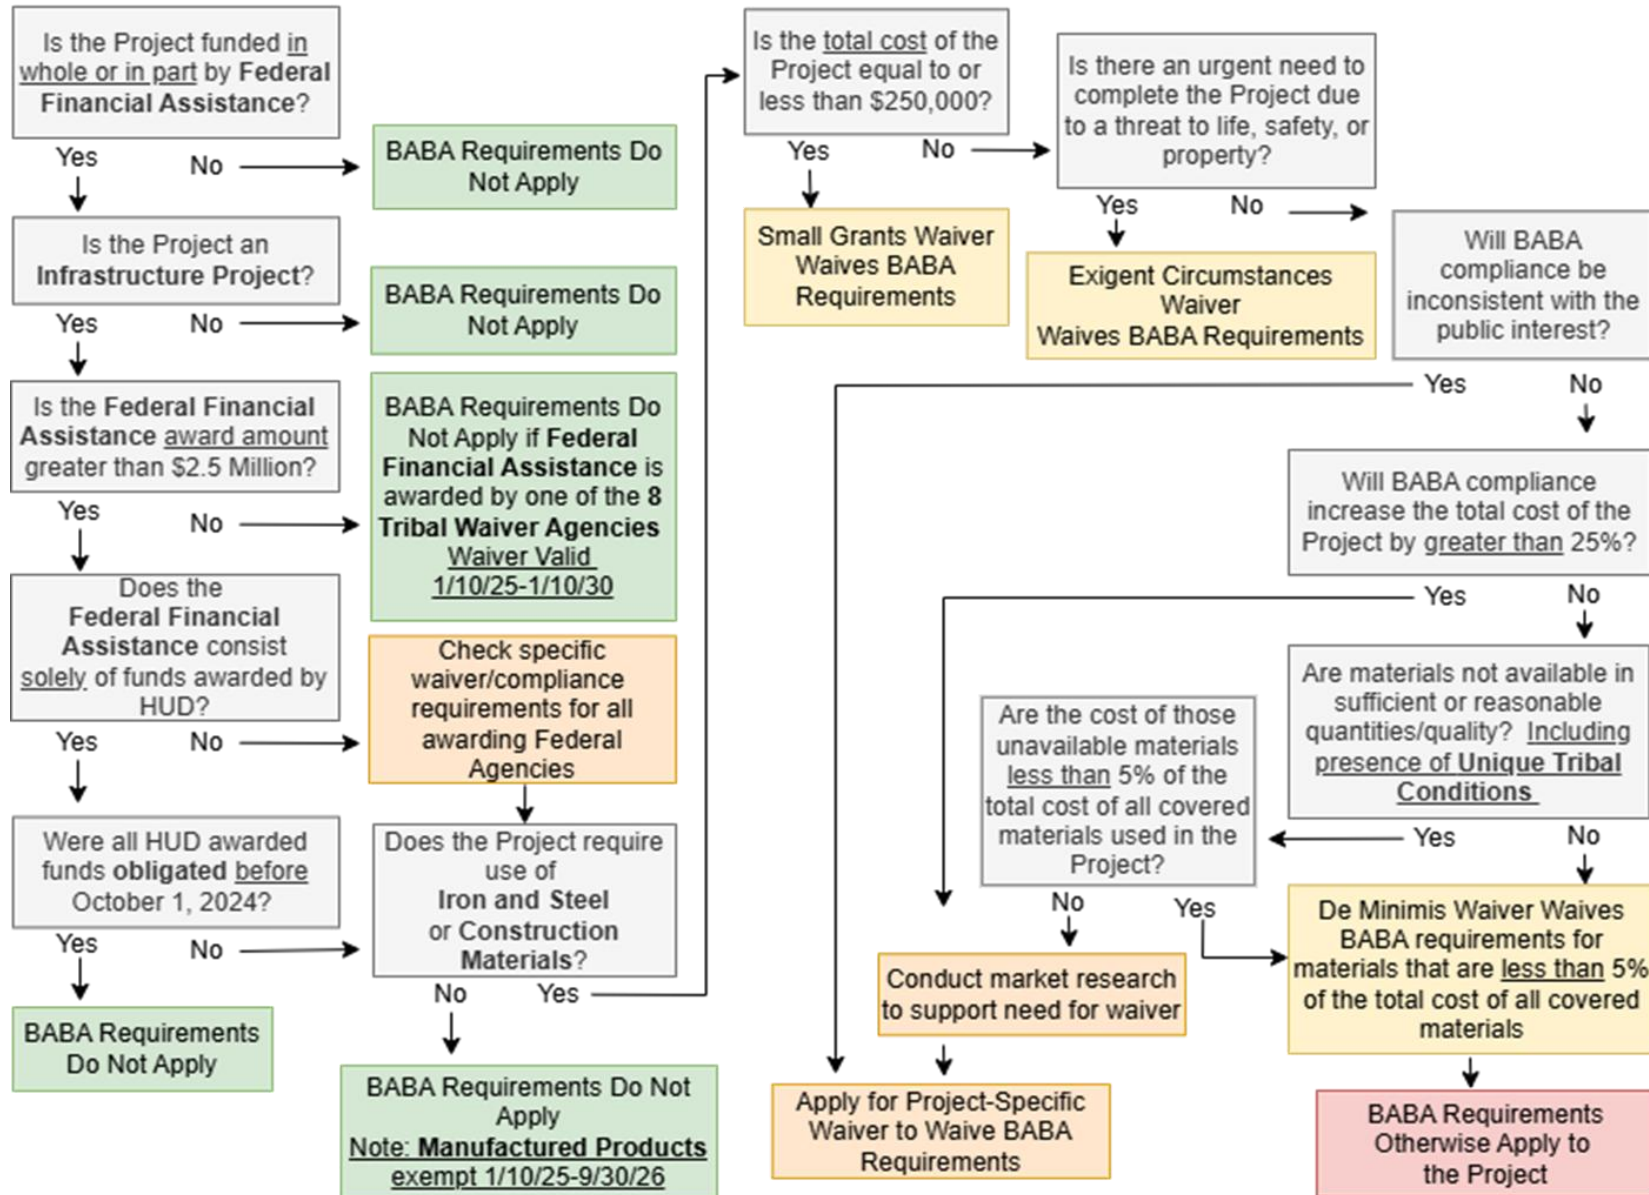 Is the Project funded in
whole or in part by Federal
Financial Assistance?
Yes
No
BABA Requirements Do
Not Apply
Is the Project an
Infrastructure Project?
Yes
No
BABA Requirements Do
Not Apply
Is the Federal Financial
Assistance award amount
greater than $2.5 Million?
Yes
No
BABA Requirements Do
Not Apply if Federal
Financial Assistance is
awarded by one of the 8
Tribal Waiver Agencies
Waiver Valid
1/10/25-1/10/30
Does the
Federal Financial
Assistance consist
solely of funds awarded by
HUD?
Yes
No
Check specific
waiver/compliance
requirements for all
awarding Federal
Agencies
Were all HUD awarded
funds obligated before
October 1, 2024?
Yes
No
BABA Requirements
Do Not Apply
Does the Project require
use of
Iron and Steel
or Construction
Materials?
No
Yes
BABA Requirements Do Not
Apply
Note: Manufactured Products
exempt 1/10/25-9/30/26
Is the total cost of the
Project equal to or
less than $250,000?
Yes
No
Small Grants Waiver
Waives BABA
Requirements
Is there an urgent need to
complete the Project due
to a threat to life, safety, or
property?
Yes
No
Exigent Circumstances
Waiver
Waives BABA Requirements
Will BABA
compliance be
inconsistent with the
public interest?
Yes
No
Will BABA compliance
increase the total cost of the
Project by greater than 25%?
Yes
No
Are materials not available in
sufficient or reasonable
quantities/quality? Including
presence of Unique Tribal
Conditions
Yes
No
Are the cost of those
unavailable materials
less than 5% of the
total cost of all covered
materials used in the
Project?
No
Yes
Conduct market research
to support need for waiver
Apply for Project-Specific
Waiver to Waive BABA
Requirements
De Minimis Waiver Waives
BABA requirements for
materials that are less than 5%
of the total cost of all covered
materials
BABA Requirements
Otherwise Apply to
the Project